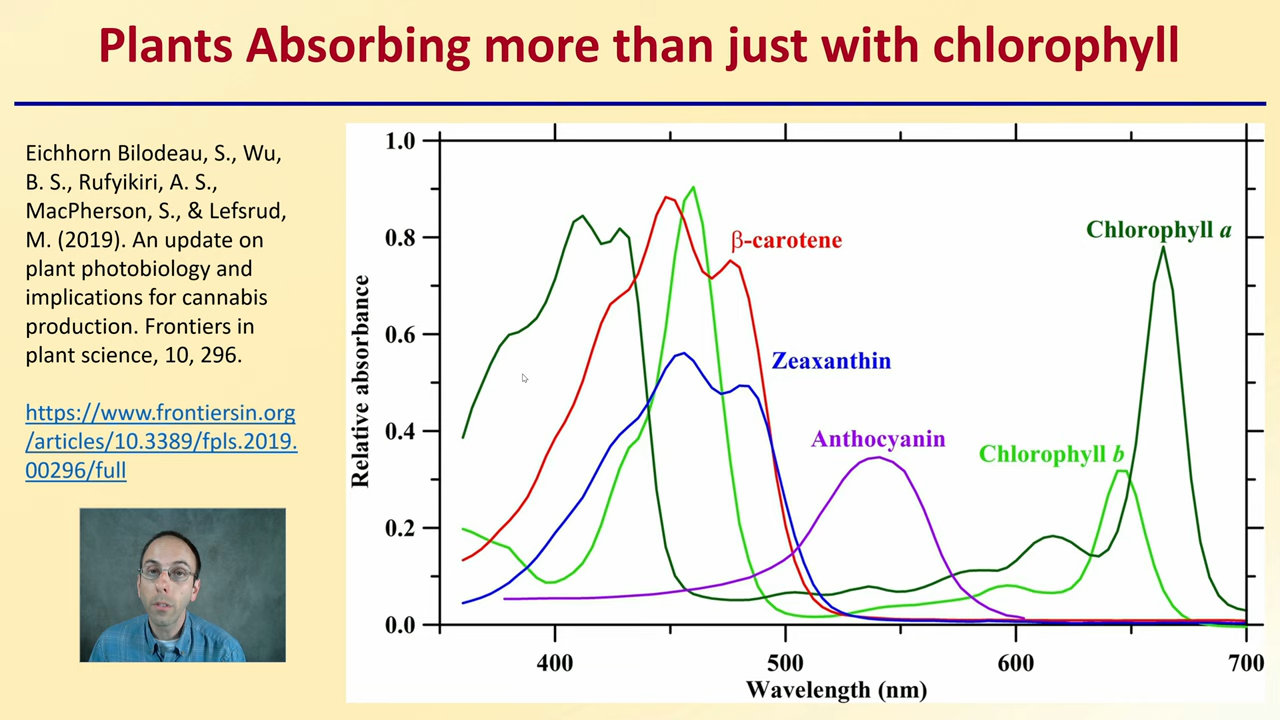 Plants Absorbing more than just with chlorophyll
Eichhorn Bilodeau, S., Wu,
B. S., Rufyikiri, A. S.,
MacPherson, S., & Lefsrud,
M. (2019). An update on
plant photobiology and
implications for cannabis
production. Frontiers in
plant science, 10, 296.
https://www.frontiersin.org
/articles/10.3389/fpls.2019.
00296/full
Relative absorbance
1.0
0.8
0.6
0.4
0.2
0.0
β-carotene
Chlorophyll a
Zeaxanthin
Anthocyanin
Chlorophyll b
400
500
600
700
Wavelength (nm)